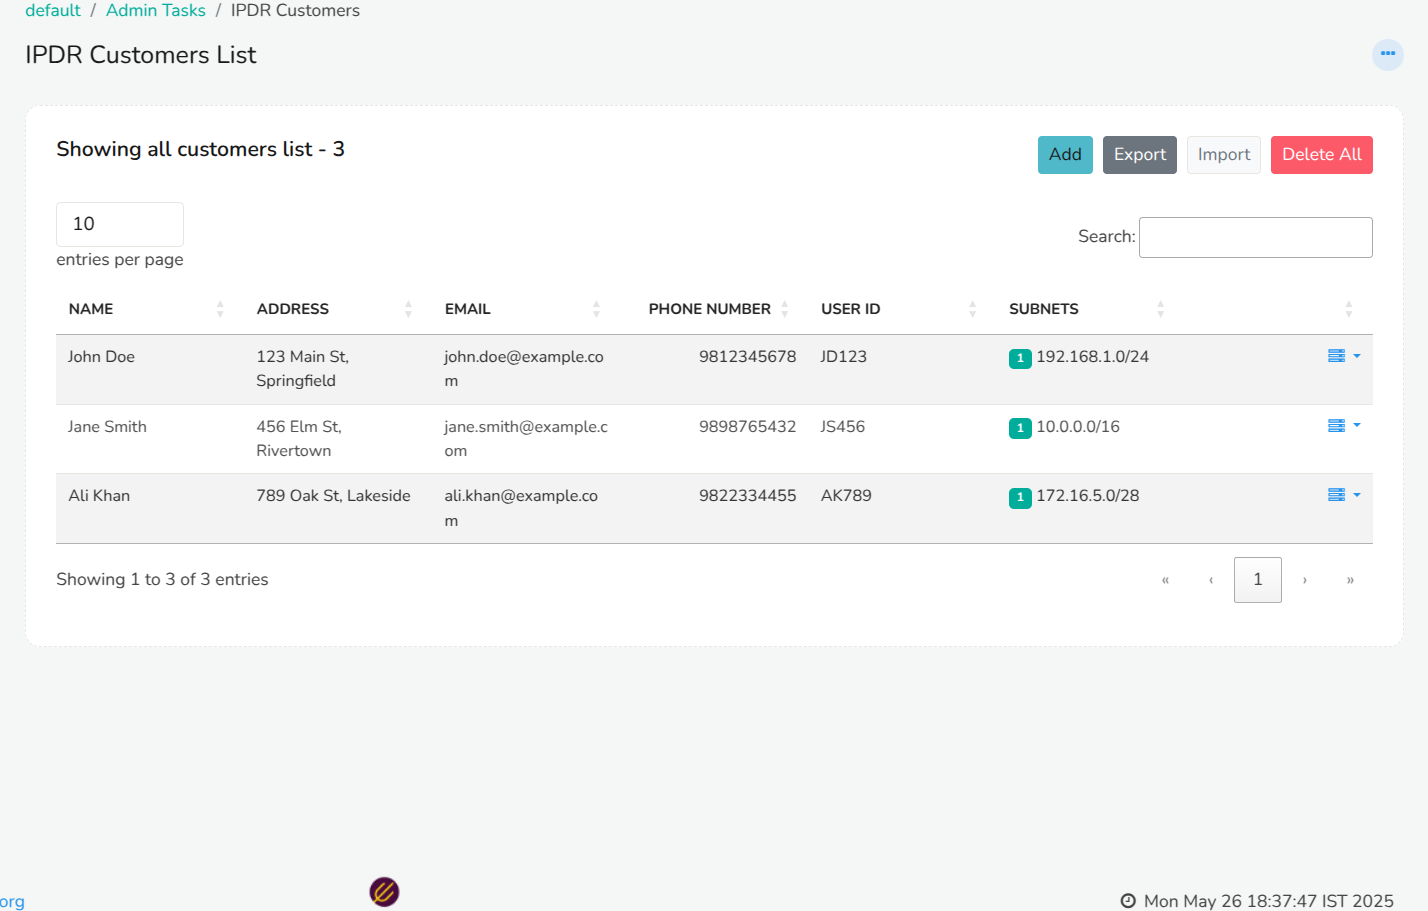 default / Admin Tasks / IPDR Customers
IPDR Customers List
Showing all customers list - 3
Add Export Import Delete All
10
entries per page
Search:
NAME ADDRESS EMAIL PHONE NUMBER USER ID SUBNETS
John Doe 123 Main St, john.doe@example.co 9812345678 JD123 1 192.168.1.0/24
Springfield m
Jane Smith 456 Elm St, jane.smith@example.c 9898765432 JS456 1 10.0.0.0/16
Rivertown om
Ali Khan 789 Oak St, Lakeside ali.khan@example.co 9822334455 AK789 1 172.16.5.0/28
m
Showing 1 to 3 of 3 entries « ‹ 1 › »
org Mon May 26 18:37:47 IST 2025